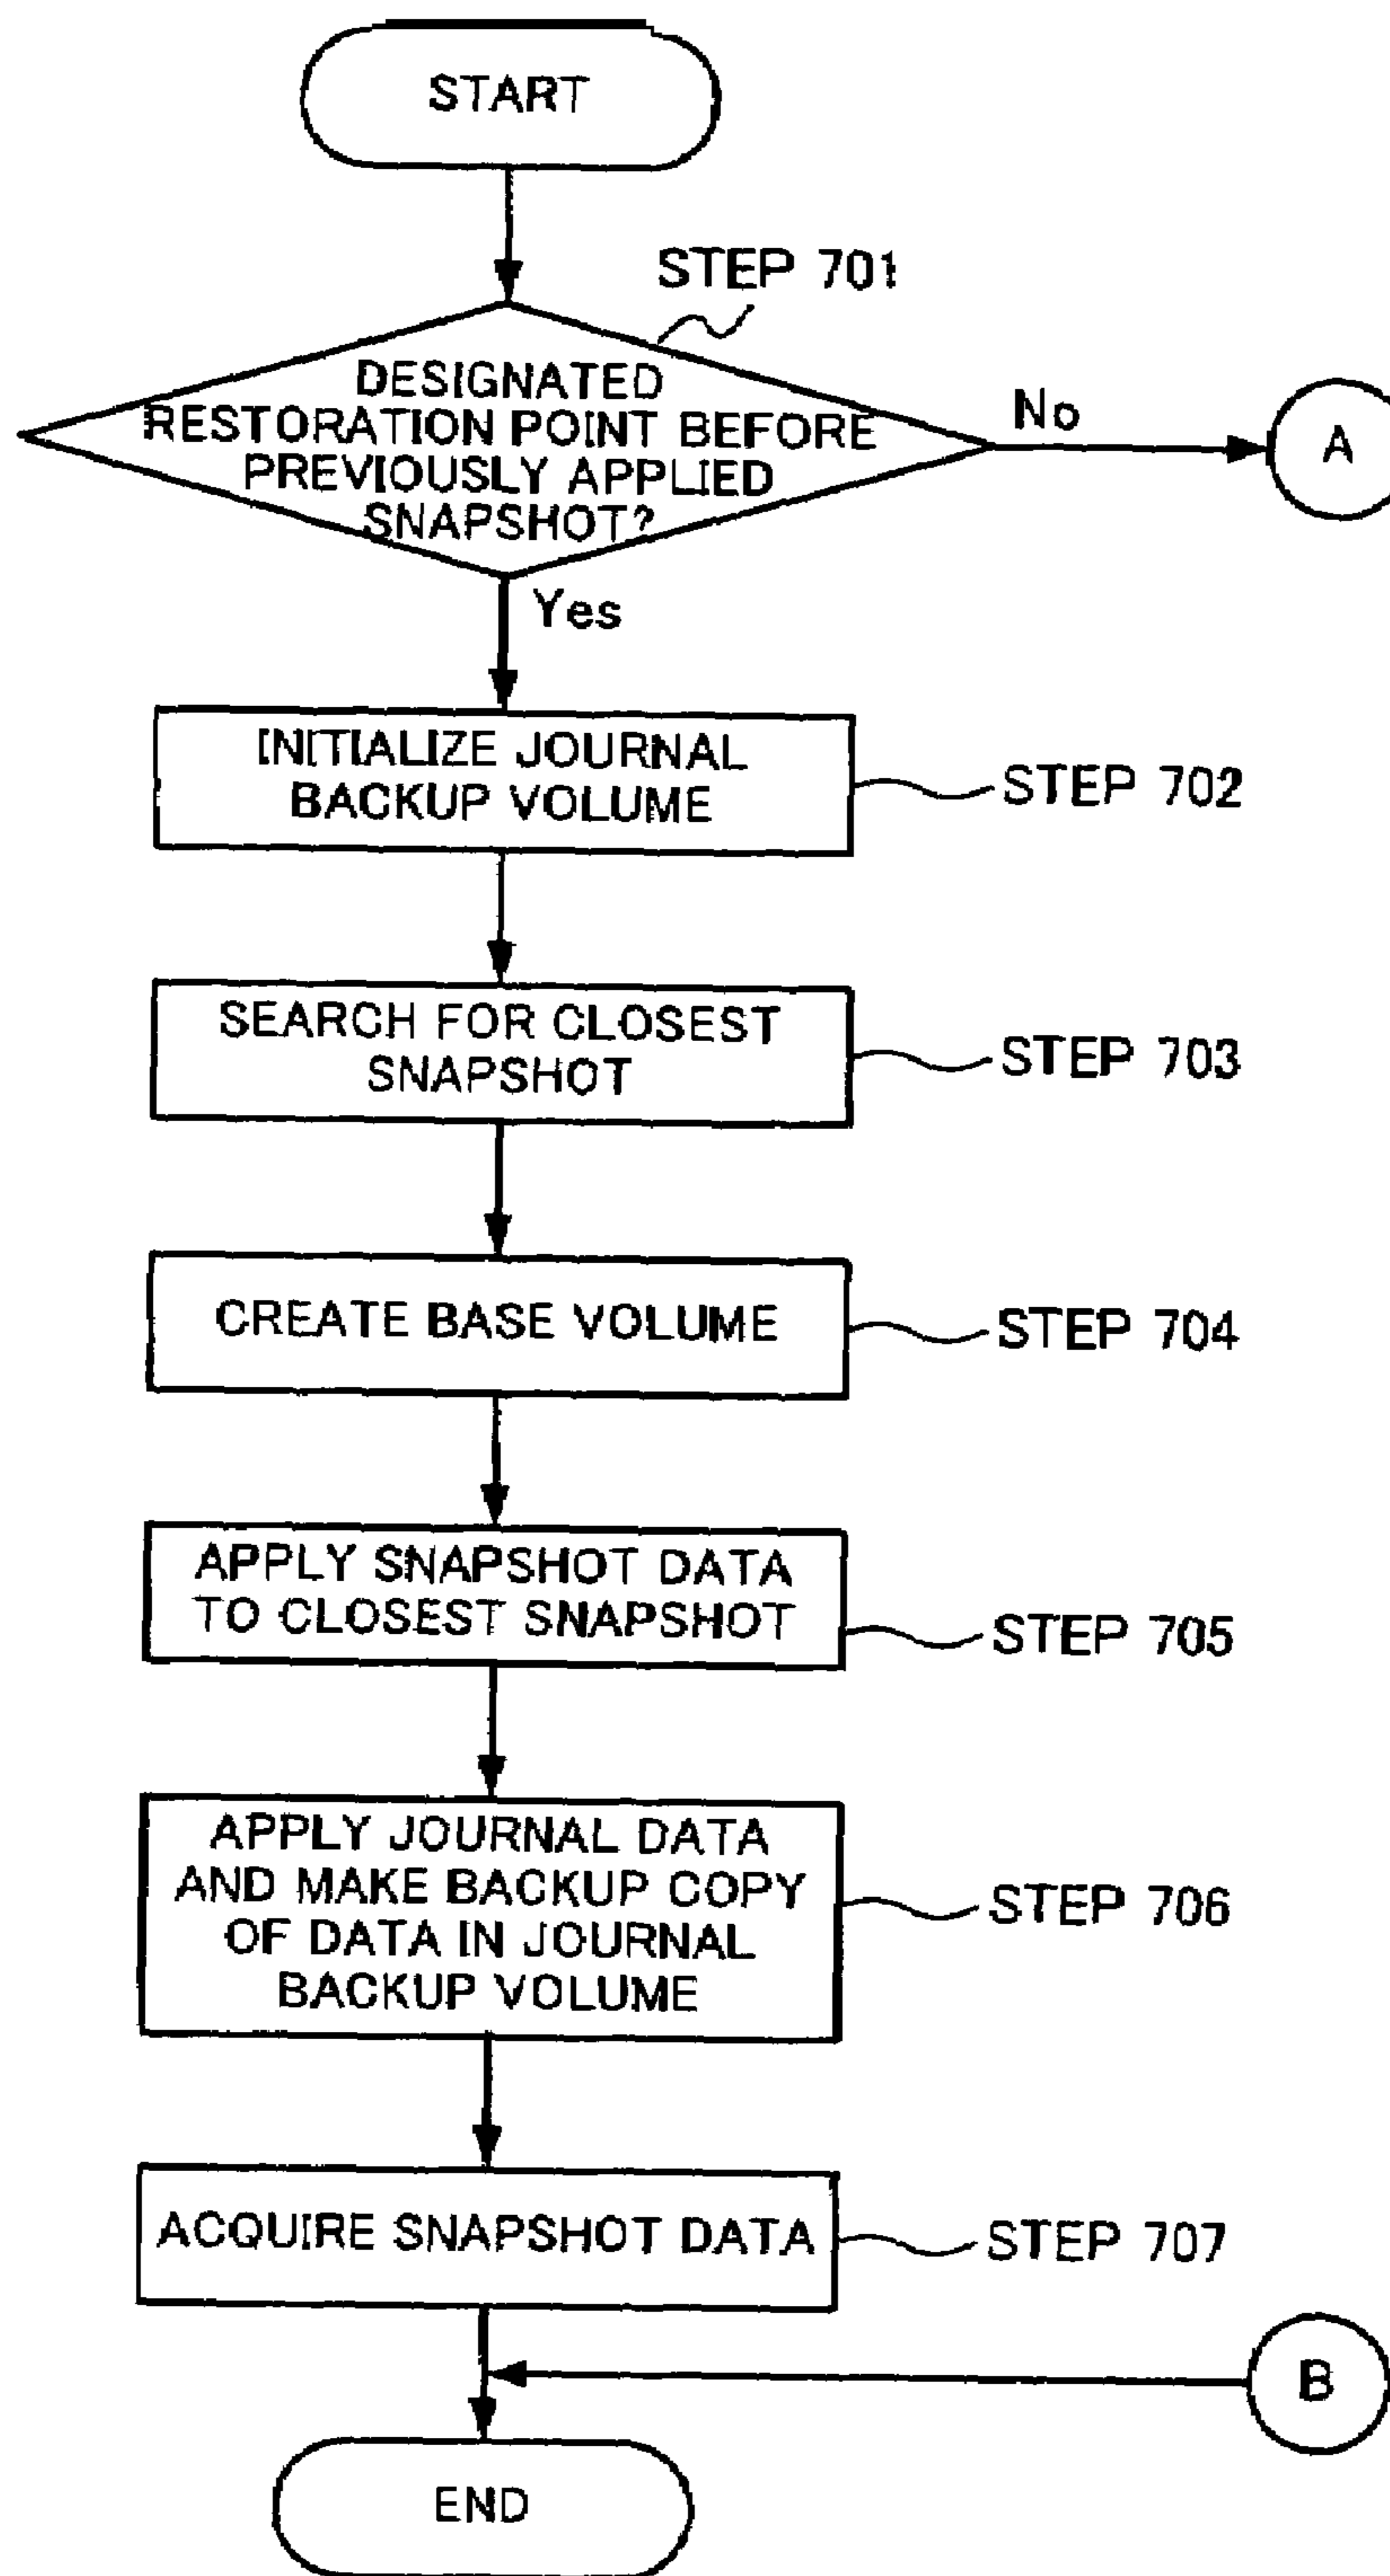 START
STEP 701
DESIGNATED
RESTORATION POINT BEFORE
PREVIOUSLY APPLIED
SNAPSHOT?
No
A
Yes
INITIALIZE JOURNAL
BACKUP VOLUME
STEP 702
SEARCH FOR CLOSEST
SNAPSHOT
STEP 703
CREATE BASE VOLUME
STEP 704
APPLY SNAPSHOT DATA
TO CLOSEST SNAPSHOT
STEP 705
APPLY JOURNAL DATA
AND MAKE BACKUP COPY
OF DATA IN JOURNAL
BACKUP VOLUME
STEP 706
ACQUIRE SNAPSHOT DATA
STEP 707
B
END